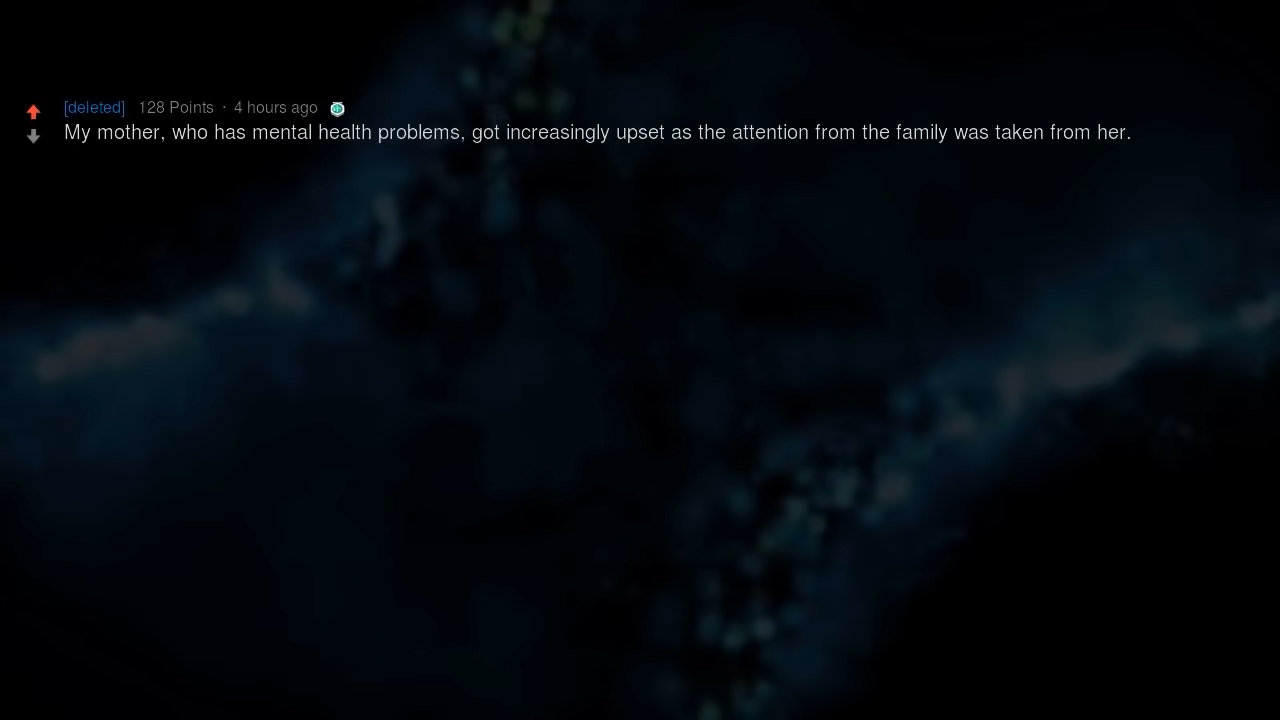 [deleted] 128 Points · 4 hours ago
My mother, who has mental health problems, got increasingly upset as the attention from the family was taken from her.